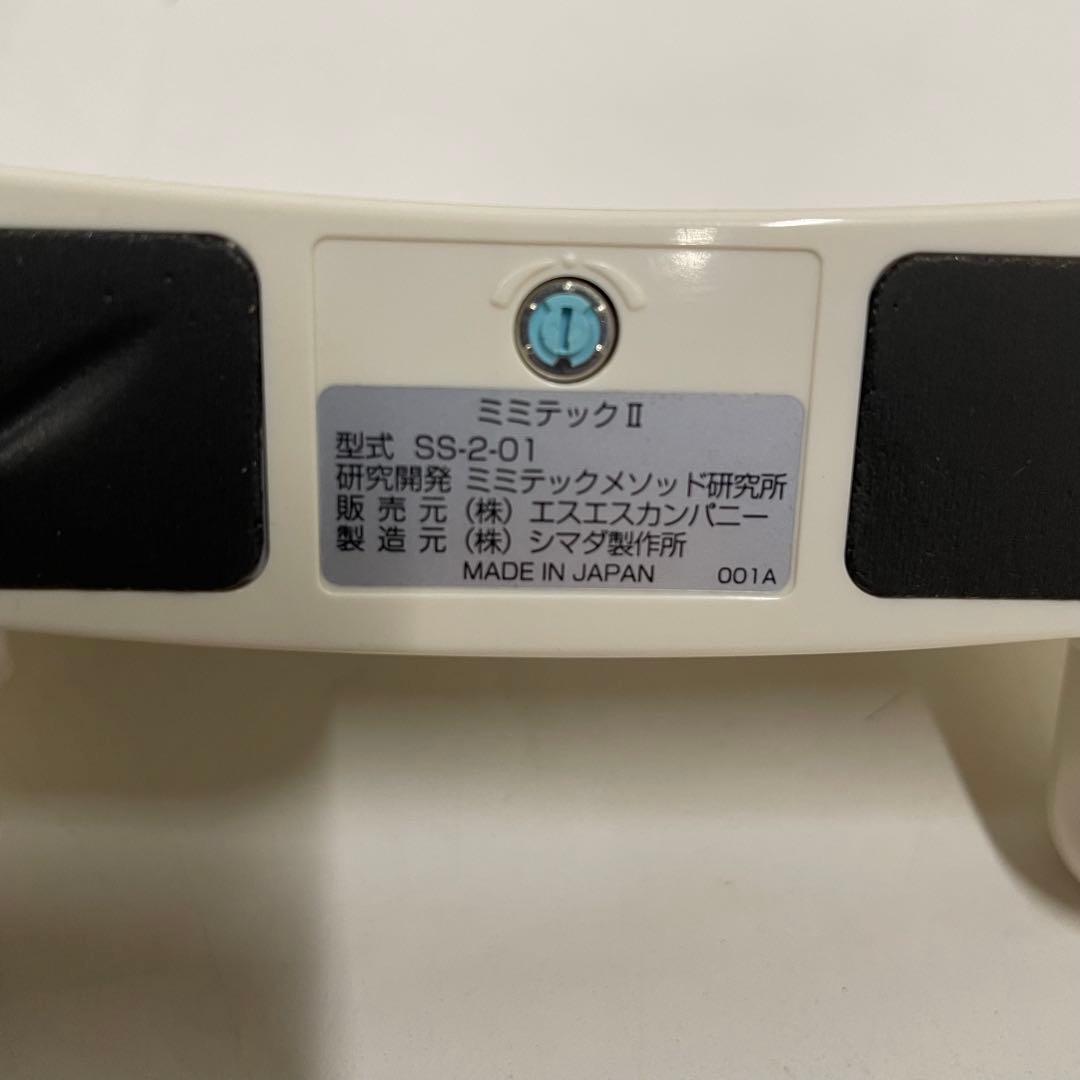 ミミテックⅡ
型式 SS-2-01
研究開発 ミミテックメソッド研究所
販売元 (株) エスエスカンパニー
製造元 (株) シマダ製作所
MADE IN JAPAN 001A